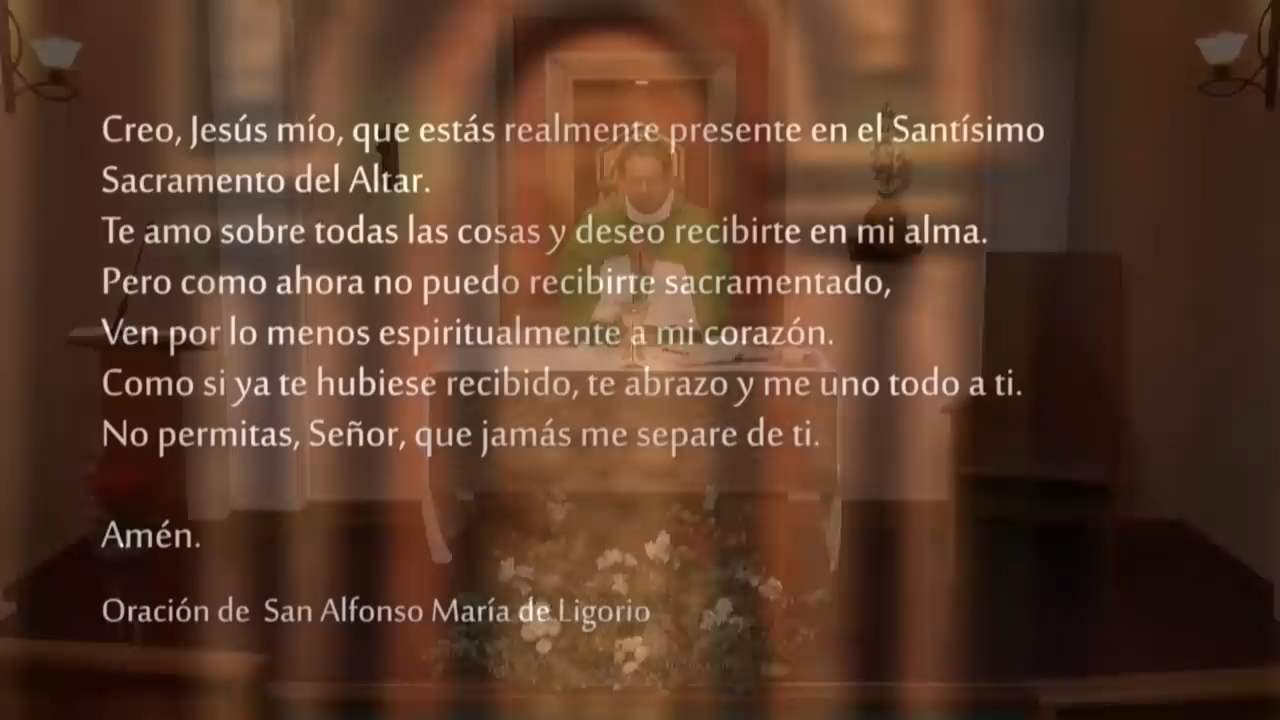 Creo, Jesús mío, que estás realmente presente en el Santísimo
Sacramento del Altar.
Te amo sobre todas las cosas y deseo recibirte en mi alma.
Pero como ahora no puedo recibirte sacramentado,
Ven por lo menos espiritualmente a mi corazón.
Como si ya te hubiese recibido, te abrazo y me uno todo a ti.
No permitas, Señor, que jamás me separe de ti.
Amén.
Oración de San Alfonso María de Ligorio